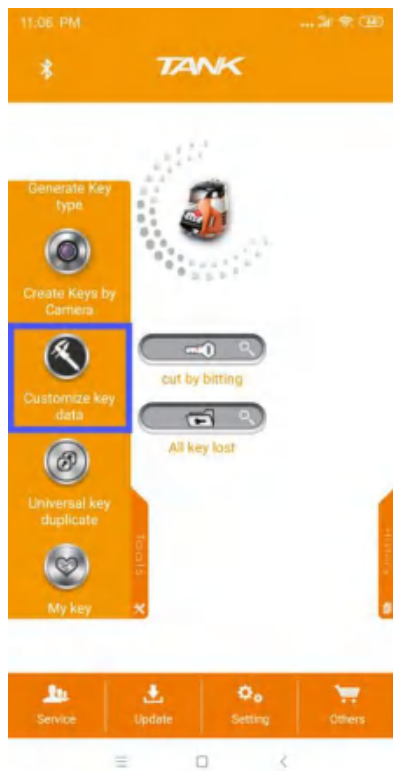 11:06 PM
TANK
Generate Key
type
Create Keys by
Camera
Customize key
data
Universal key
duplicate
My key
Tools
cut by bitting
All key lost
History
Service
Update
Setting
Others